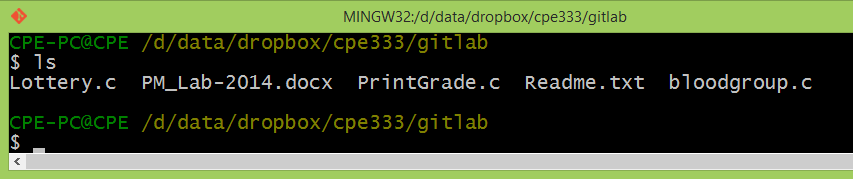 MINGW32:/d/data/dropbox/cpe333/gitlab
CPE-PC@CPE /d/data/dropbox/cpe333/gitlab
$ ls
Lottery.c  PM_Lab-2014.docx  PrintGrade.c  Readme.txt  bloodgroup.c
CPE-PC@CPE /d/data/dropbox/cpe333/gitlab
$